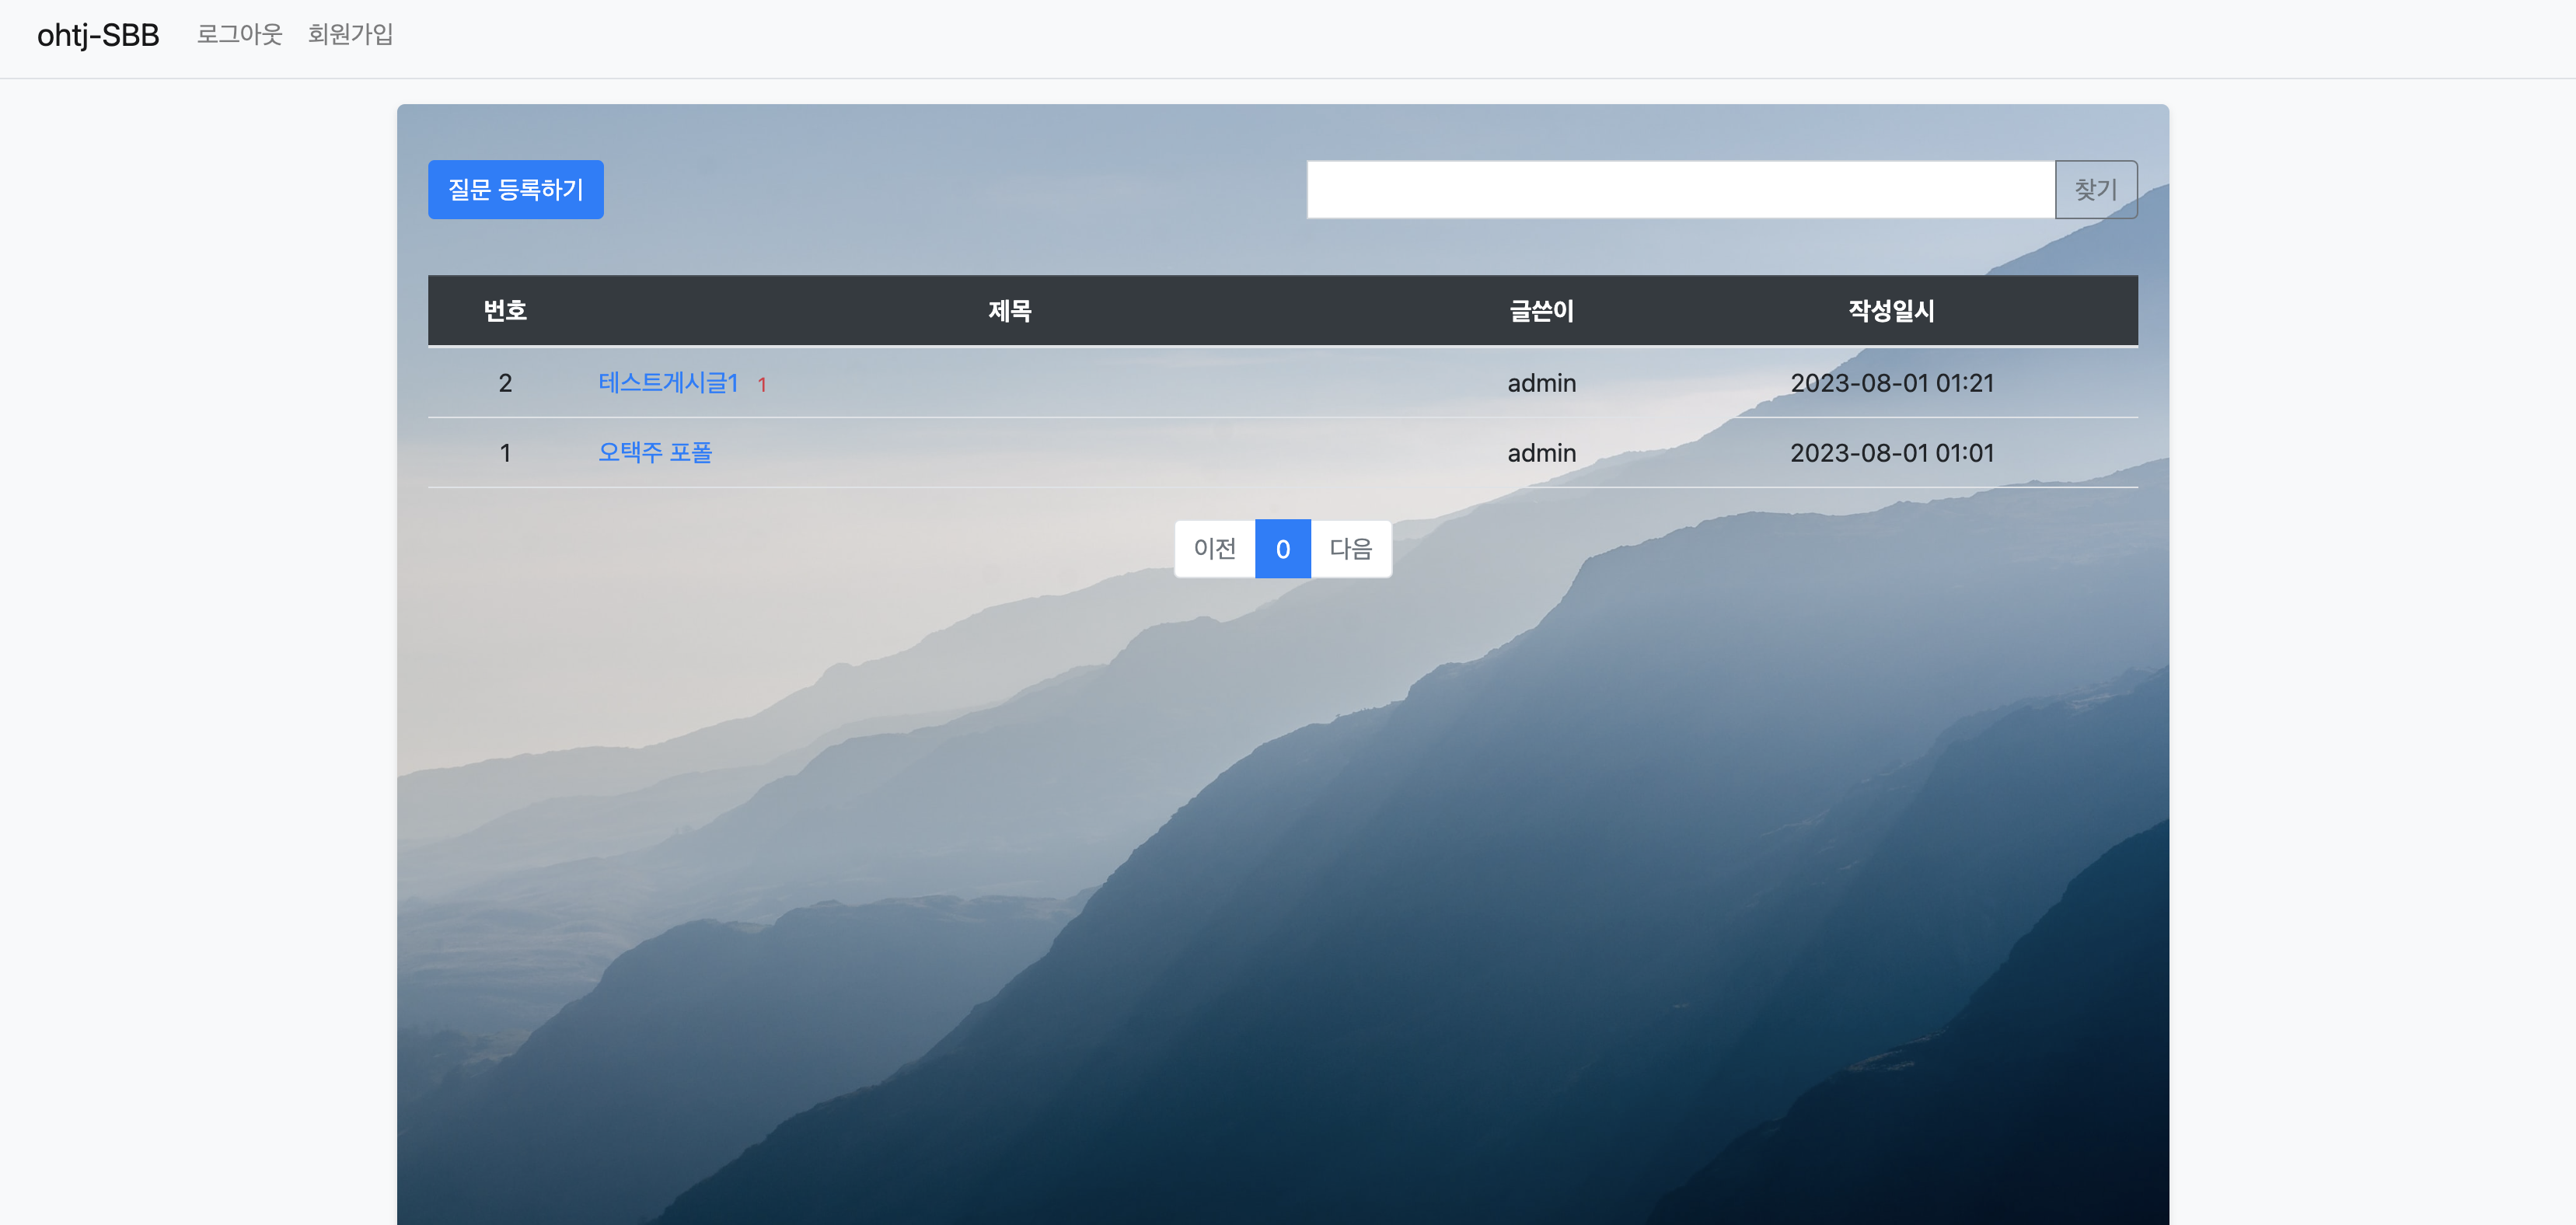 ohtj-SBB 로그아웃 회원가입
질문 등록하기 찾기
번호 제목 글쓴이 작성일시
2 테스트게시글1 1 admin 2023-08-01 01:21
1 오택주 포폴 admin 2023-08-01 01:01
이전 0 다음